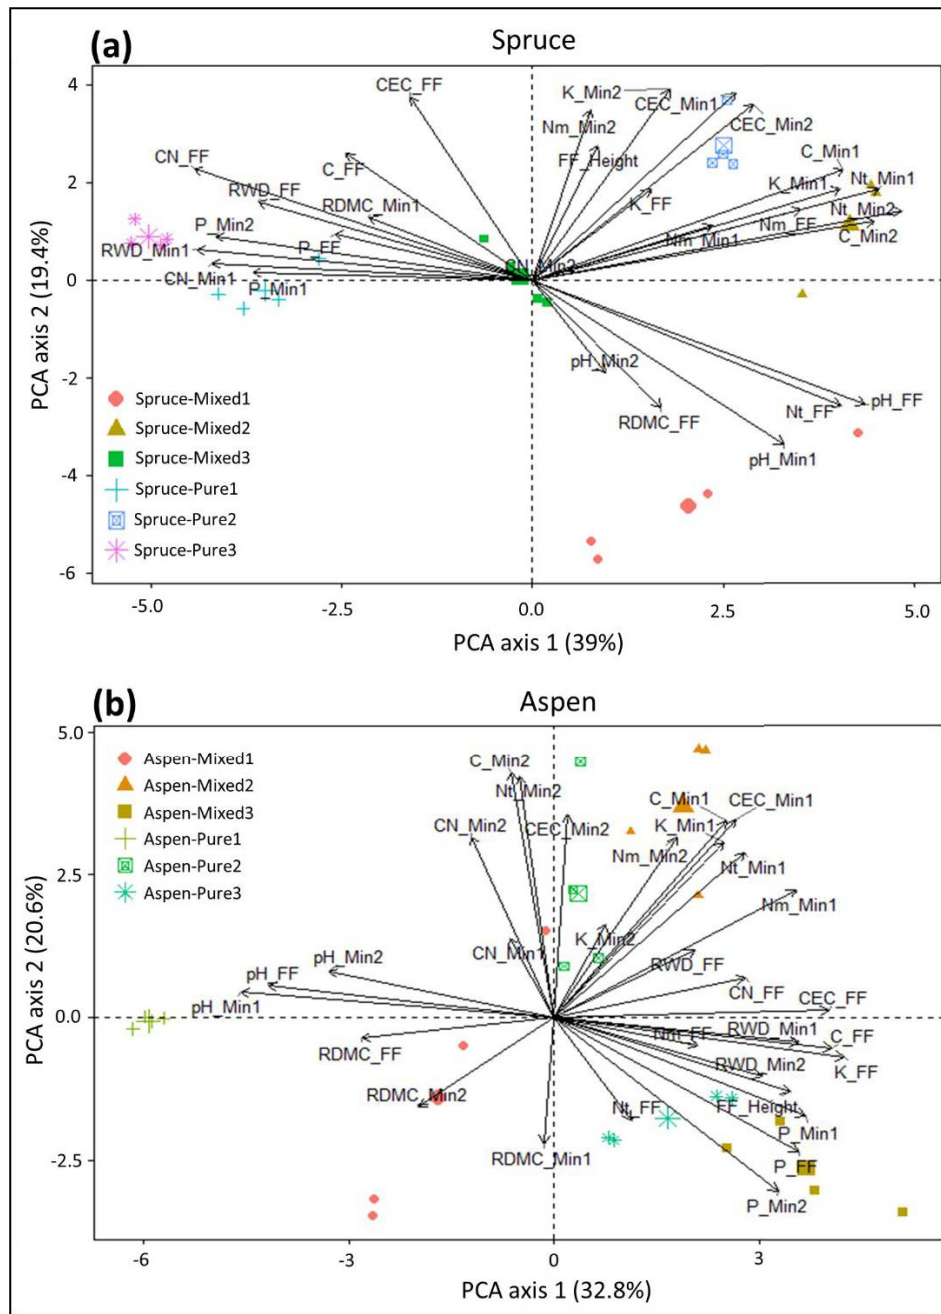 (a)
Spruce
4
2
0
-2
-4
-6
PCA axis 2 (19.4%)
CEC_FF
K_Min2
CEC_Min1
Nm_Min2
CEC_Min2
CN_FF
C_FF
FF_Height
C_Min1
RWD_FF
K_Min1
Nt_Min1
RDMC_Min1
K_FF
Nt_Min2
P_Min2
P_FF
Nm_Min1
Nm_FF
C_Min2
RWD_Min1
CN_Min2
CN_Min1
P_Min1
pH_Min2
RDMC_FF
Nt_FF
pH_FF
pH_Min1
Spruce-Mixed1
Spruce-Mixed2
Spruce-Mixed3
Spruce-Pure1
Spruce-Pure2
Spruce-Pure3
-5.0
-2.5
0.0
2.5
5.0
PCA axis 1 (39%)
(b)
Aspen
5.0
2.5
0.0
-2.5
PCA axis 2 (20.6%)
Aspen-Mixed1
Aspen-Mixed2
Aspen-Mixed3
Aspen-Pure1
Aspen-Pure2
Aspen-Pure3
C_Min2
Nt_Min2
CN_Min2
CEC_Min2
C_Min1
CEC_Min1
K_Min1
Nm_Min2
Nt_Min1
Nm_Min1
K_Min2
CN_Min1
RWD_FF
pH_Min2
pH_FF
pH_Min1
CN_FF
CEC_FF
RWD_Min1
Nm_FF
C_FF
K_FF
RDMC_FF
RWD_Min2
RDMC_Min2
Nt_FF
FF_Height
RDMC_Min1
P_Min1
P_FF
P_Min2
-6
-3
0
3
PCA axis 1 (32.8%)